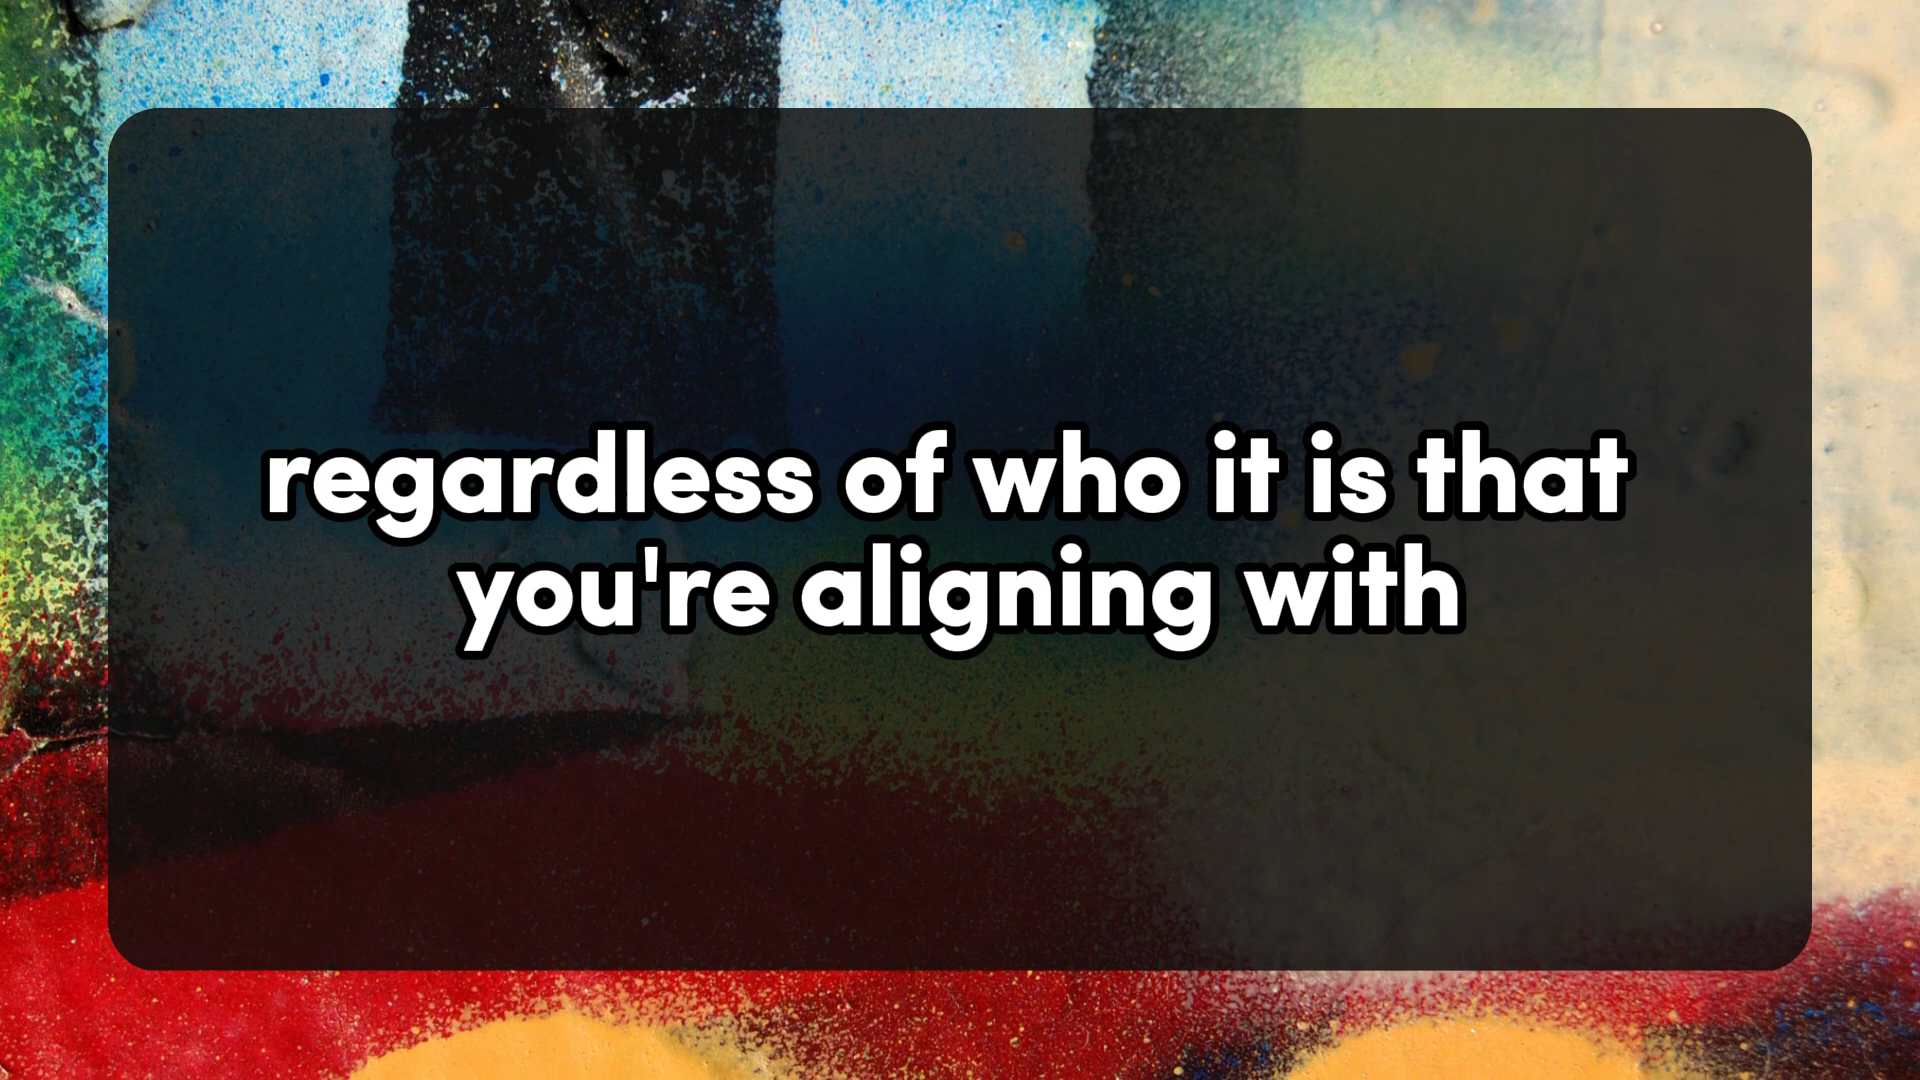 regardless of who it is that
you're aligning with